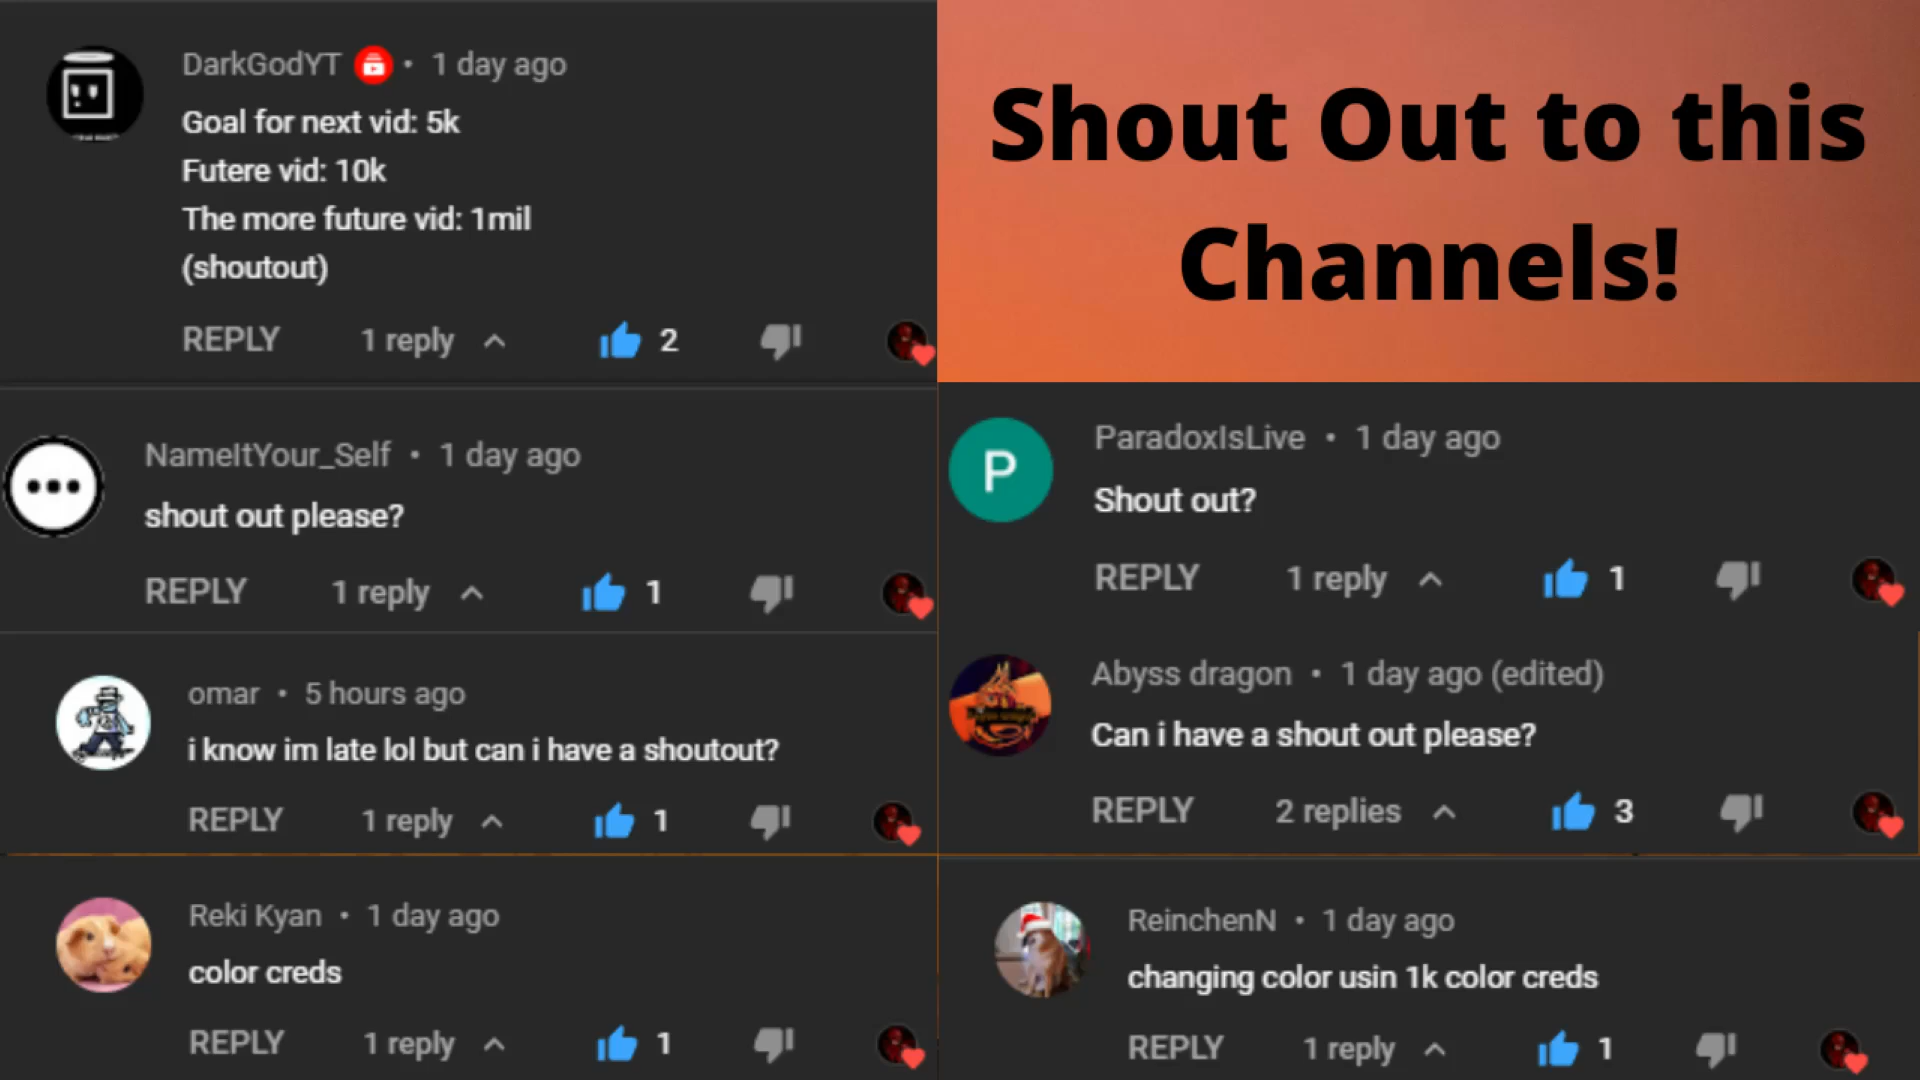 DarkGodYT • 1 day ago
Goal for next vid: 5k
Futere vid: 10k
The more future vid: 1mil
(shoutout)
REPLY 1 reply 2
Shout Out to this
Channels!
NameItYour_Self • 1 day ago
shout out please?
REPLY 1 reply 1
P
ParadoxIsLive • 1 day ago
Shout out?
REPLY 1 reply 1
omar • 5 hours ago
i know im late lol but can i have a shoutout?
REPLY 1 reply 1
Abyss dragon • 1 day ago (edited)
Can i have a shout out please?
REPLY 2 replies 3
Reki Kyan • 1 day ago
color creds
REPLY 1 reply 1
ReinchenN • 1 day ago
changing color usin 1k color creds
REPLY 1 reply 1